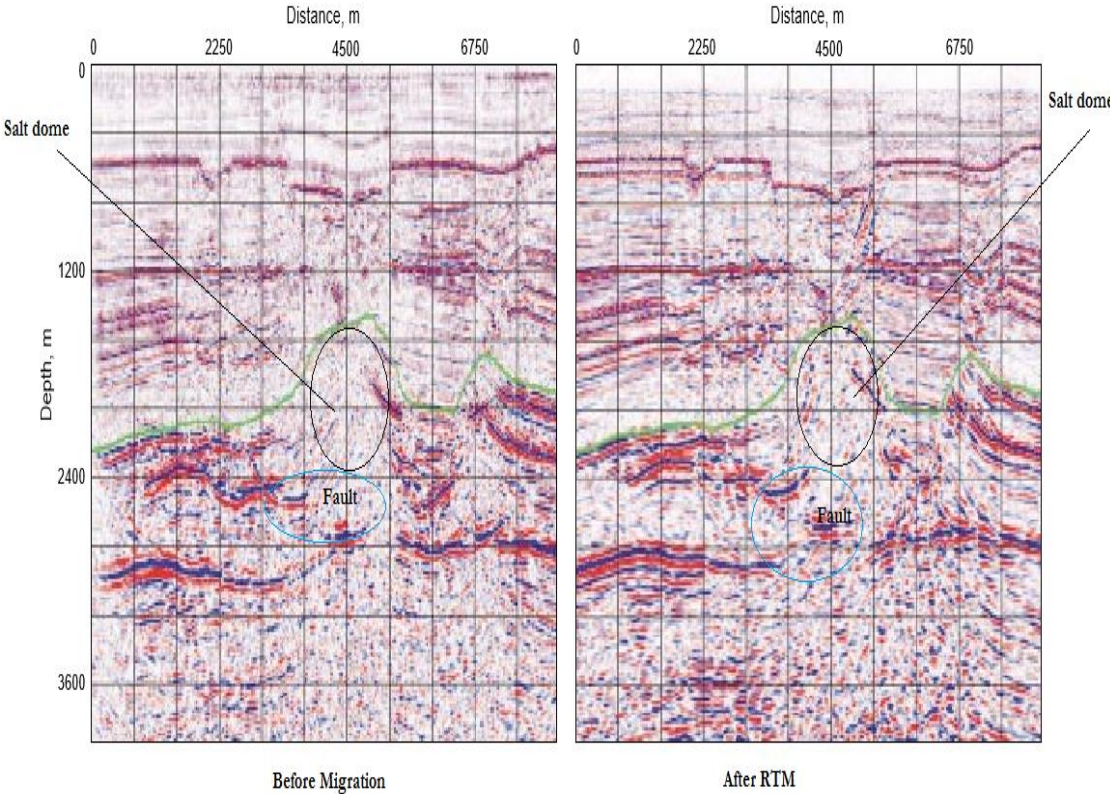 Distance, m
Distance, m
0 2250 4500 6750
0 2250 4500 6750
0
Salt dome
Salt dome
1200
Depth, m
2400
Fault
Fault
3600
Before Migration
After RTM